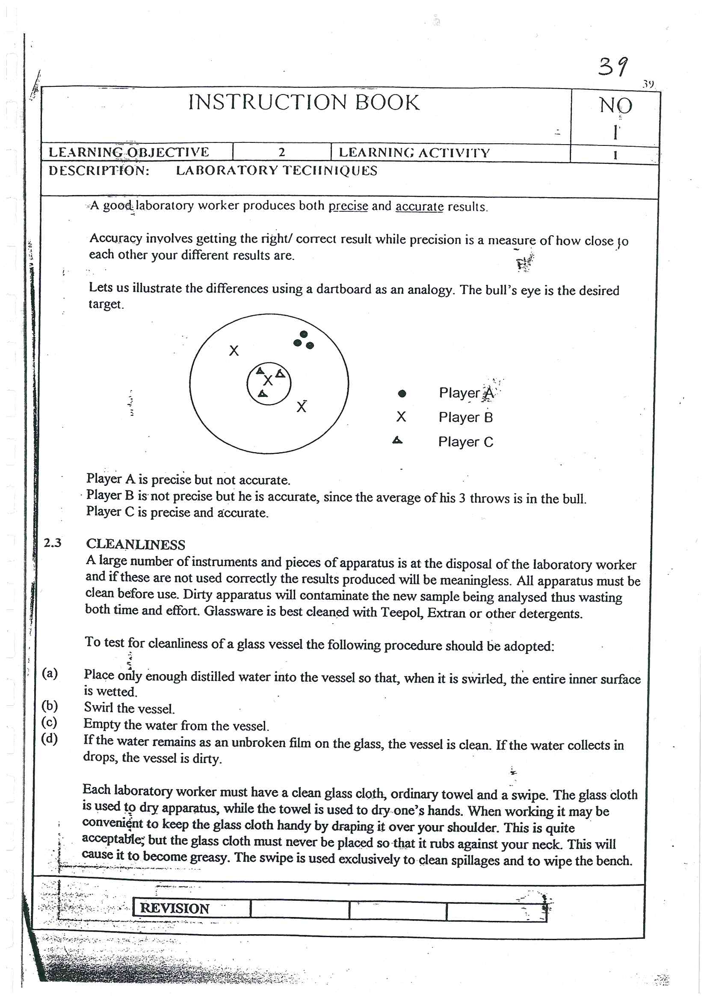 39
39
INSTRUCTION BOOK
NO
1
LEARNING OBJECTIVE 2 LEARNING ACTIVITY 1
DESCRIPTION: LABORATORY TECHNIQUES
A good laboratory worker produces both precise and accurate results.
Accuracy involves getting the right/ correct result while precision is a measure of how close to
each other your different results are.
Lets us illustrate the differences using a dartboard as an analogy. The bull's eye is the desired
target.
X
X
X
Player A
X Player B
Player C
Player A is precise but not accurate.
Player B is not precise but he is accurate, since the average of his 3 throws is in the bull.
Player C is precise and accurate.
2.3 CLEANLINESS
A large number of instruments and pieces of apparatus is at the disposal of the laboratory worker
and if these are not used correctly the results produced will be meaningless. All apparatus must be
clean before use. Dirty apparatus will contaminate the new sample being analysed thus wasting
both time and effort. Glassware is best cleaned with Teepol, Extran or other detergents.
To test for cleanliness of a glass vessel the following procedure should be adopted:
(a) Place only enough distilled water into the vessel so that, when it is swirled, the entire inner surface
is wetted.
(b) Swirl the vessel.
(c) Empty the water from the vessel.
(d) If the water remains as an unbroken film on the glass, the vessel is clean. If the water collects in
drops, the vessel is dirty.
Each laboratory worker must have a clean glass cloth, ordinary towel and a swipe. The glass cloth
is used to dry apparatus, while the towel is used to dry one's hands. When working it may be
convenient to keep the glass cloth handy by draping it over your shoulder. This is quite
acceptable; but the glass cloth must never be placed so that it rubs against your neck. This will
cause it to become greasy. The swipe is used exclusively to clean spillages and to wipe the bench.
REVISION